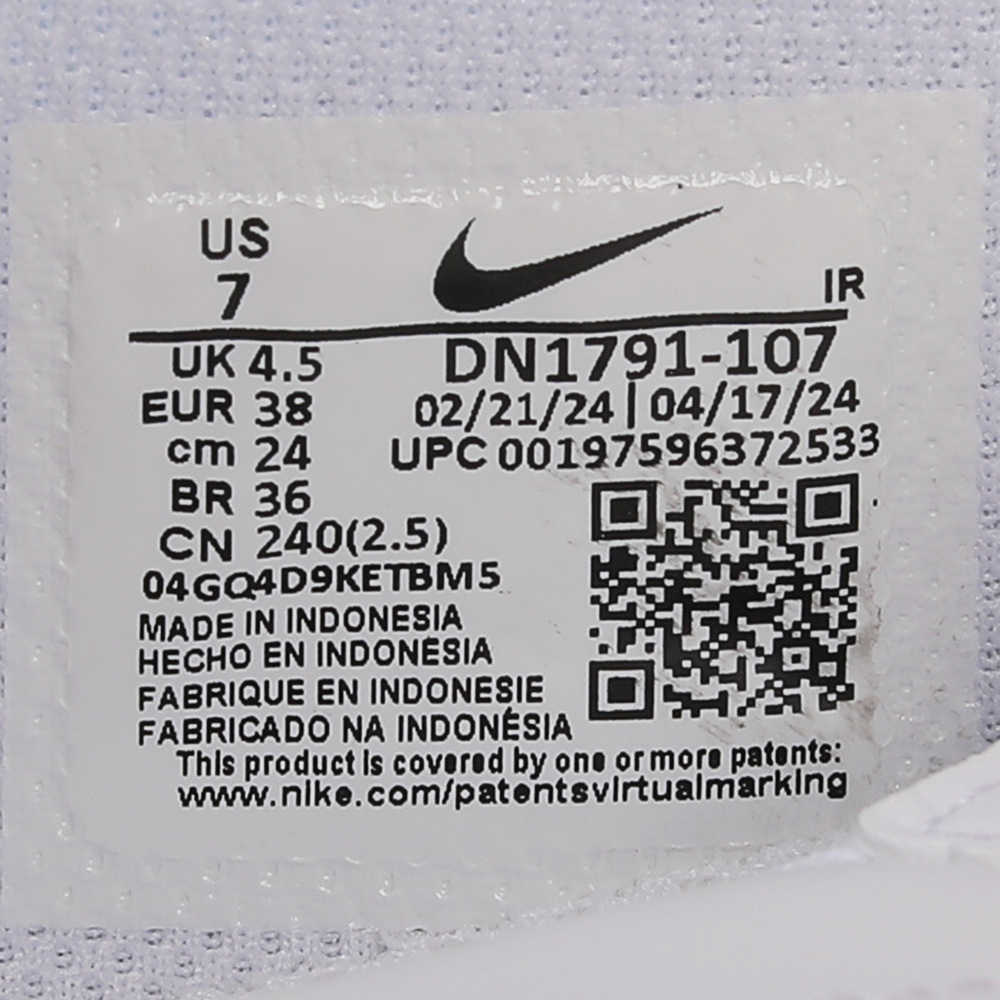 US
7
IR
UK 4.5
EUR 38
cm 24
BR 36
CN 240(2.5)
DN1791-107
02/21/24 | 04/17/24
UPC 00197596372533
04GQ4D9KETBM5
MADE IN INDONESIA
HECHO EN INDONESIA
FABRIQUE EN INDONESIE
FABRICADO NA INDONÉSIA
This product is covered by one or more patents:
www.nike.com/patentsvirtualmarking